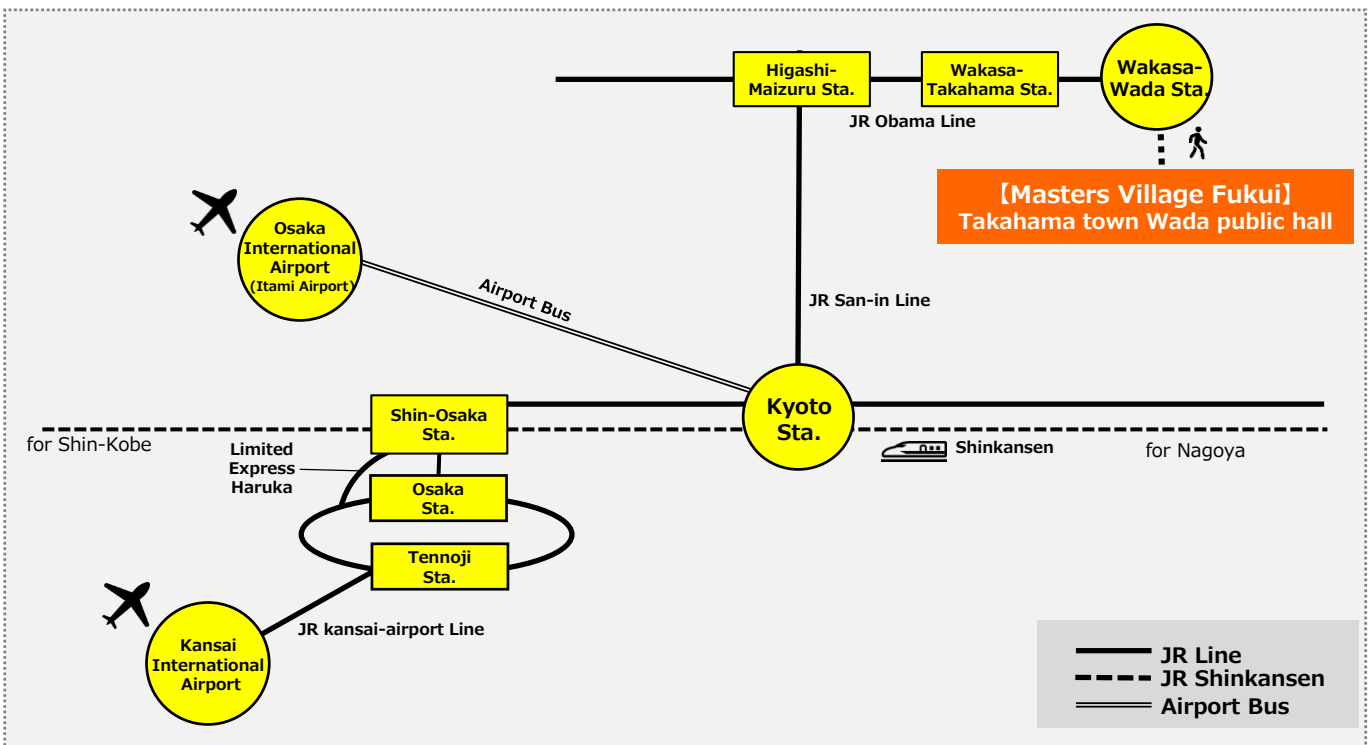 Higashi-
Maizuru Sta.
Wakasa-
Takahama Sta.
Wakasa-
Wada Sta.
JR Obama Line
【Masters Village Fukui】
Takahama town Wada public hall
Osaka
International
Airport
(Itami Airport)
Airport Bus
JR San-in Line
Kyoto
Sta.
Shin-Osaka
Sta.
for Shin-Kobe
Limited
Express
Haruka
Shinkansen
for Nagoya
Osaka
Sta.
Tennoji
Sta.
JR kansai-airport Line
Kansai
International
Airport
JR Line
JR Shinkansen
Airport Bus